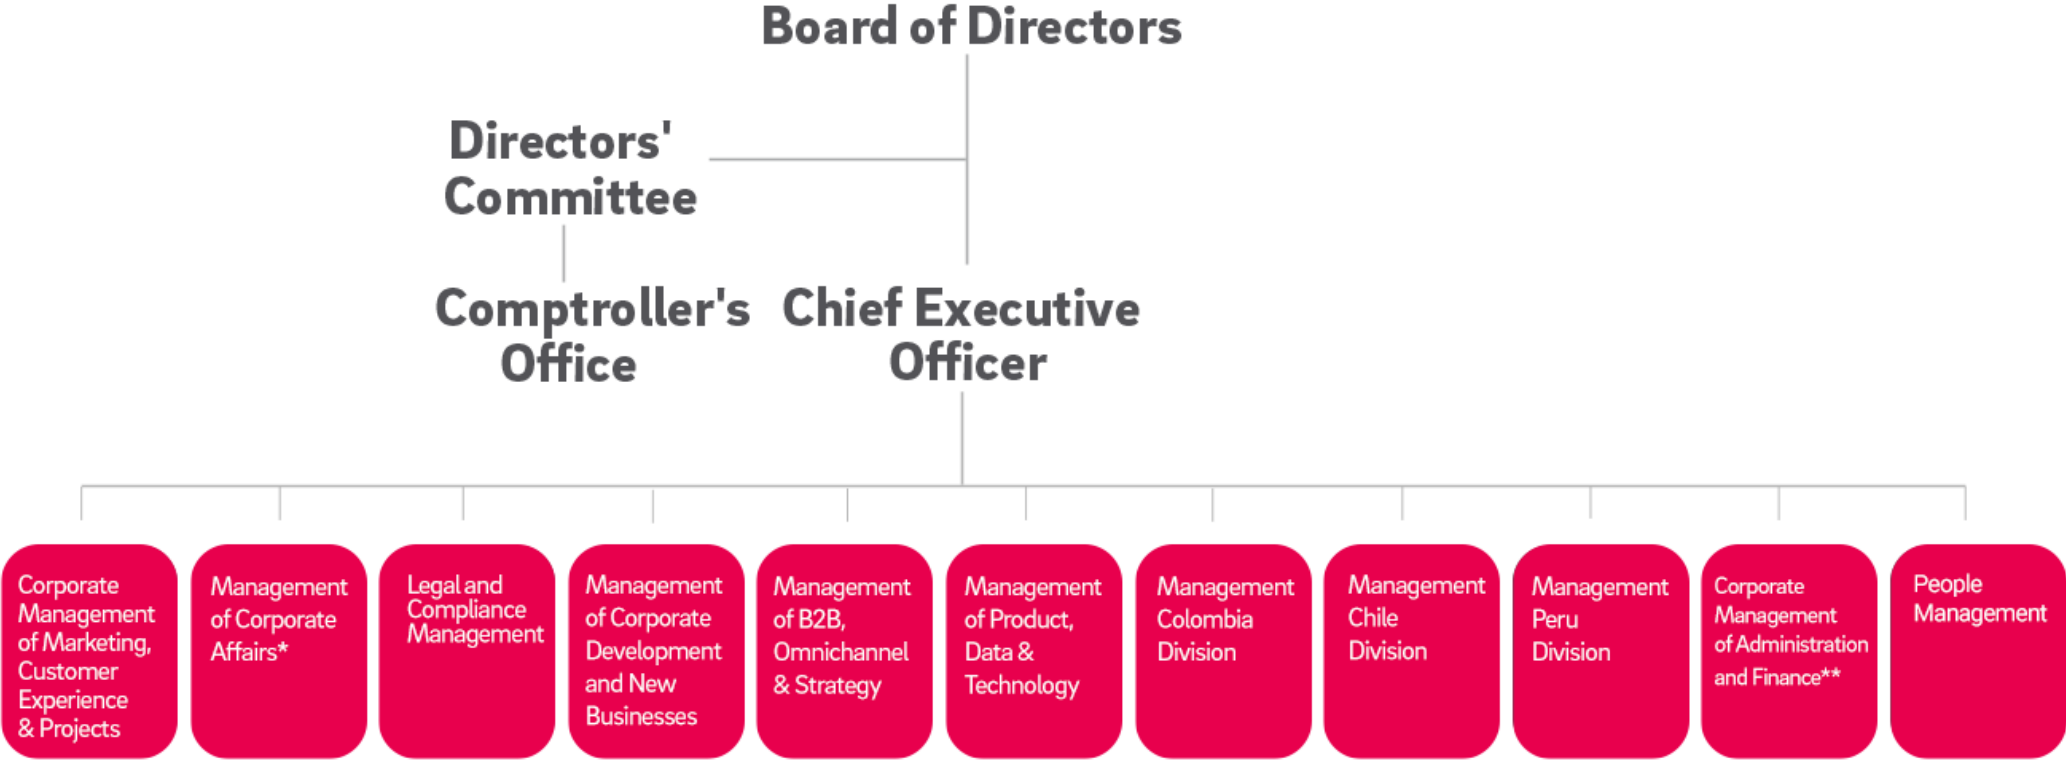 Board of Directors
Directors'
Committee
Comptroller's
Office
Chief Executive
Officer
Corporate
Management
of Marketing,
Customer
Experience
& Projects
Management
of Corporate
Affairs*
Legal and
Compliance
Management
Management
of Corporate
Development
and New
Businesses
Management
of B2B,
Omnichannel
& Strategy
Management
of Product,
Data &
Technology
Management
Colombia
Division
Management
Chile
Division
Management
Peru
Division
Corporate
Management
of Administration
and Finance**
People
Management